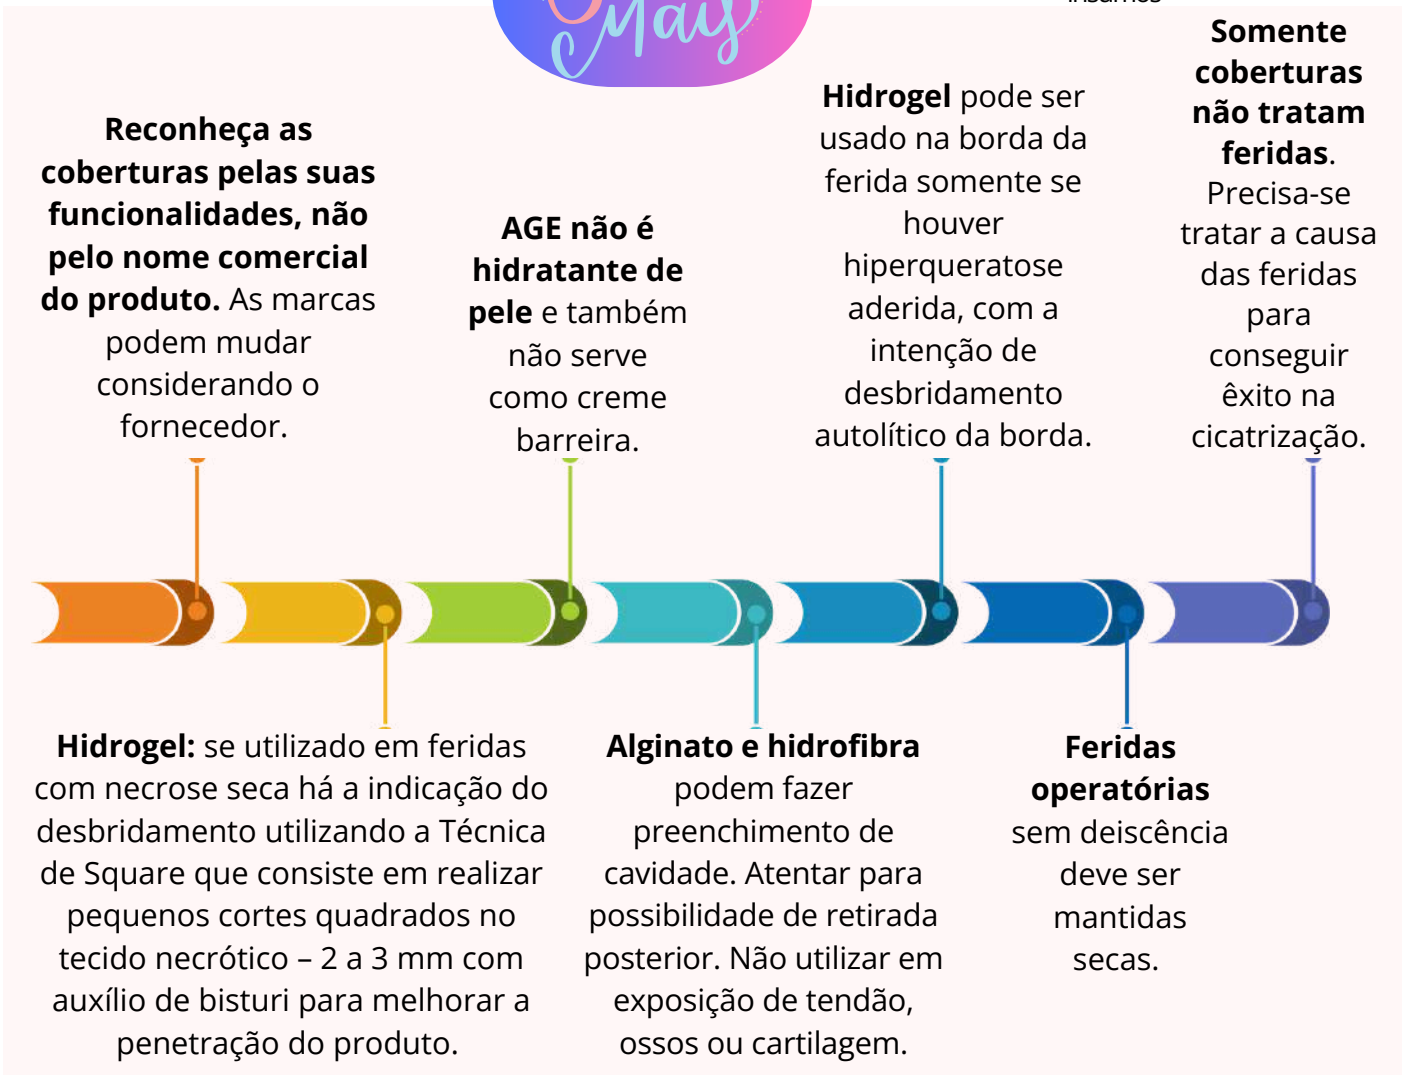 Mais
Reconheça as
coberturas pelas suas
funcionalidades, não
pelo nome comercial
do produto. As marcas
podem mudar
considerando o
fornecedor.
AGE não é
hidratante de
pele e também
não serve
como creme
barreira.
Hidrogel pode ser
usado na borda da
ferida somente se
houver
hiperqueratose
aderida, com a
intenção de
desbridamento
autolítico da borda.
Somente
coberturas
não tratam
feridas.
Precisa-se
tratar a causa
das feridas
para
conseguir
êxito na
cicatrização.
Hidrogel: se utilizado em feridas
com necrose seca há a indicação do
desbridamento utilizando a Técnica
de Square que consiste em realizar
pequenos cortes quadrados no
tecido necrótico – 2 a 3 mm com
auxílio de bisturi para melhorar a
penetração do produto.
Alginato e hidrofibra
podem fazer
preenchimento de
cavidade. Atentar para
possibilidade de retirada
posterior. Não utilizar em
exposição de tendão,
ossos ou cartilagem.
Feridas
operatórias
sem deiscência
deve ser
mantidas
secas.